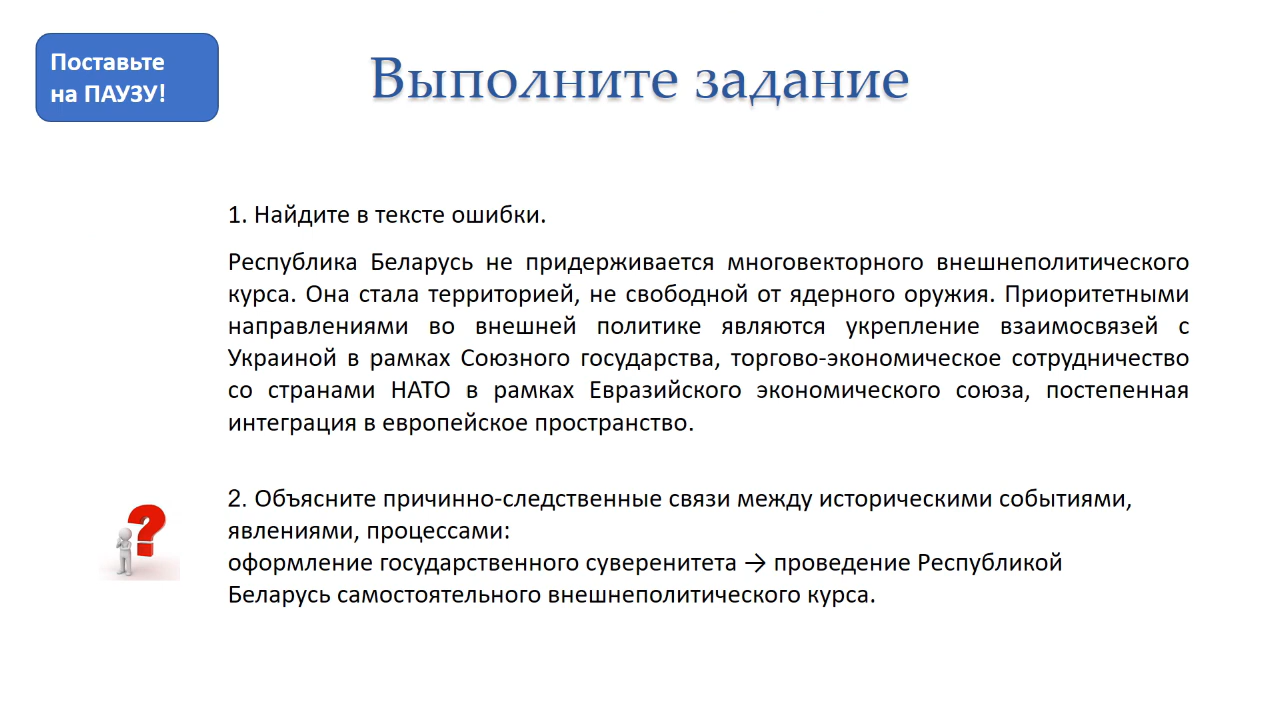 Поставьте
на ПАУЗУ!
Выполните задание
1. Найдите в тексте ошибки.
Республика Беларусь не придерживается многовекторного внешнеполитического
курса. Она стала территорией, не свободной от ядерного оружия. Приоритетными
направлениями во внешней политике являются укрепление взаимосвязей с
Украиной в рамках Союзного государства, торгово-экономическое сотрудничество
со странами НАТО в рамках Евразийского экономического союза, постепенная
интеграция в европейское пространство.
2. Объясните причинно-следственные связи между историческими событиями,
явлениями, процессами:
оформление государственного суверенитета → проведение Республикой
Беларусь самостоятельного внешнеполитического курса.